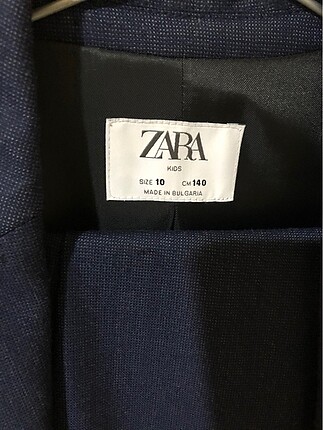 ZARA
KIDS
SIZE 10 CM 140
MADE IN BULGARIA